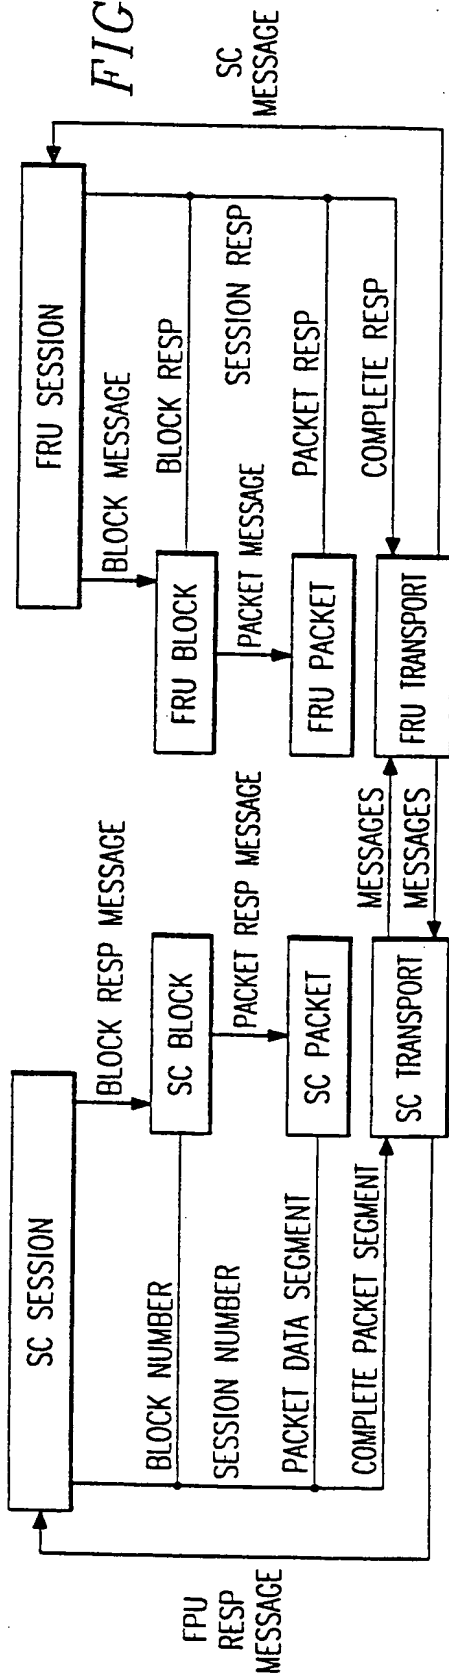 FIG
SC SESSION
FRU SESSION
BLOCK RESP MESSAGE
BLOCK MESSAGE
BLOCK NUMBER
SC BLOCK
FRU BLOCK
BLOCK RESP
SESSION NUMBER
PACKET RESP MESSAGE
PACKET MESSAGE
SESSION RESP
PACKET DATA SEGMENT
SC PACKET
FRU PACKET
PACKET RESP
COMPLETE PACKET SEGMENT
SC TRANSPORT
MESSAGES
MESSAGES
FRU TRANSPORT
COMPLETE RESP
FPU
RESP
MESSAGE
SC
MESSAGE